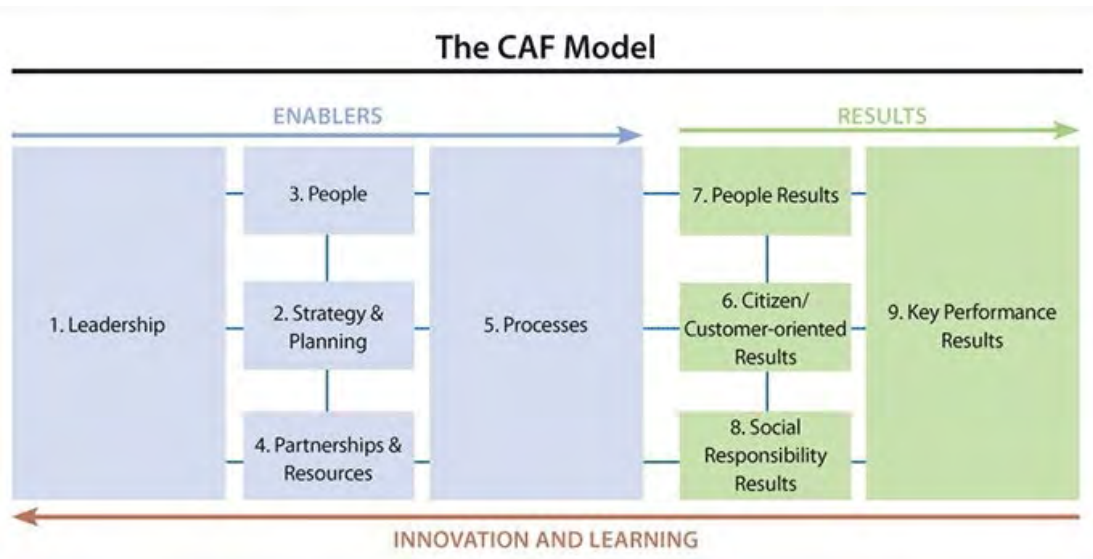 The CAF Model
ENABLERS
RESULTS
1. Leadership
3. People
2. Strategy &
Planning
4. Partnerships &
Resources
5. Processes
7. People Results
6. Citizen/
Customer-oriented
Results
8. Social
Responsibility
Results
9. Key Performance
Results
INNOVATION AND LEARNING